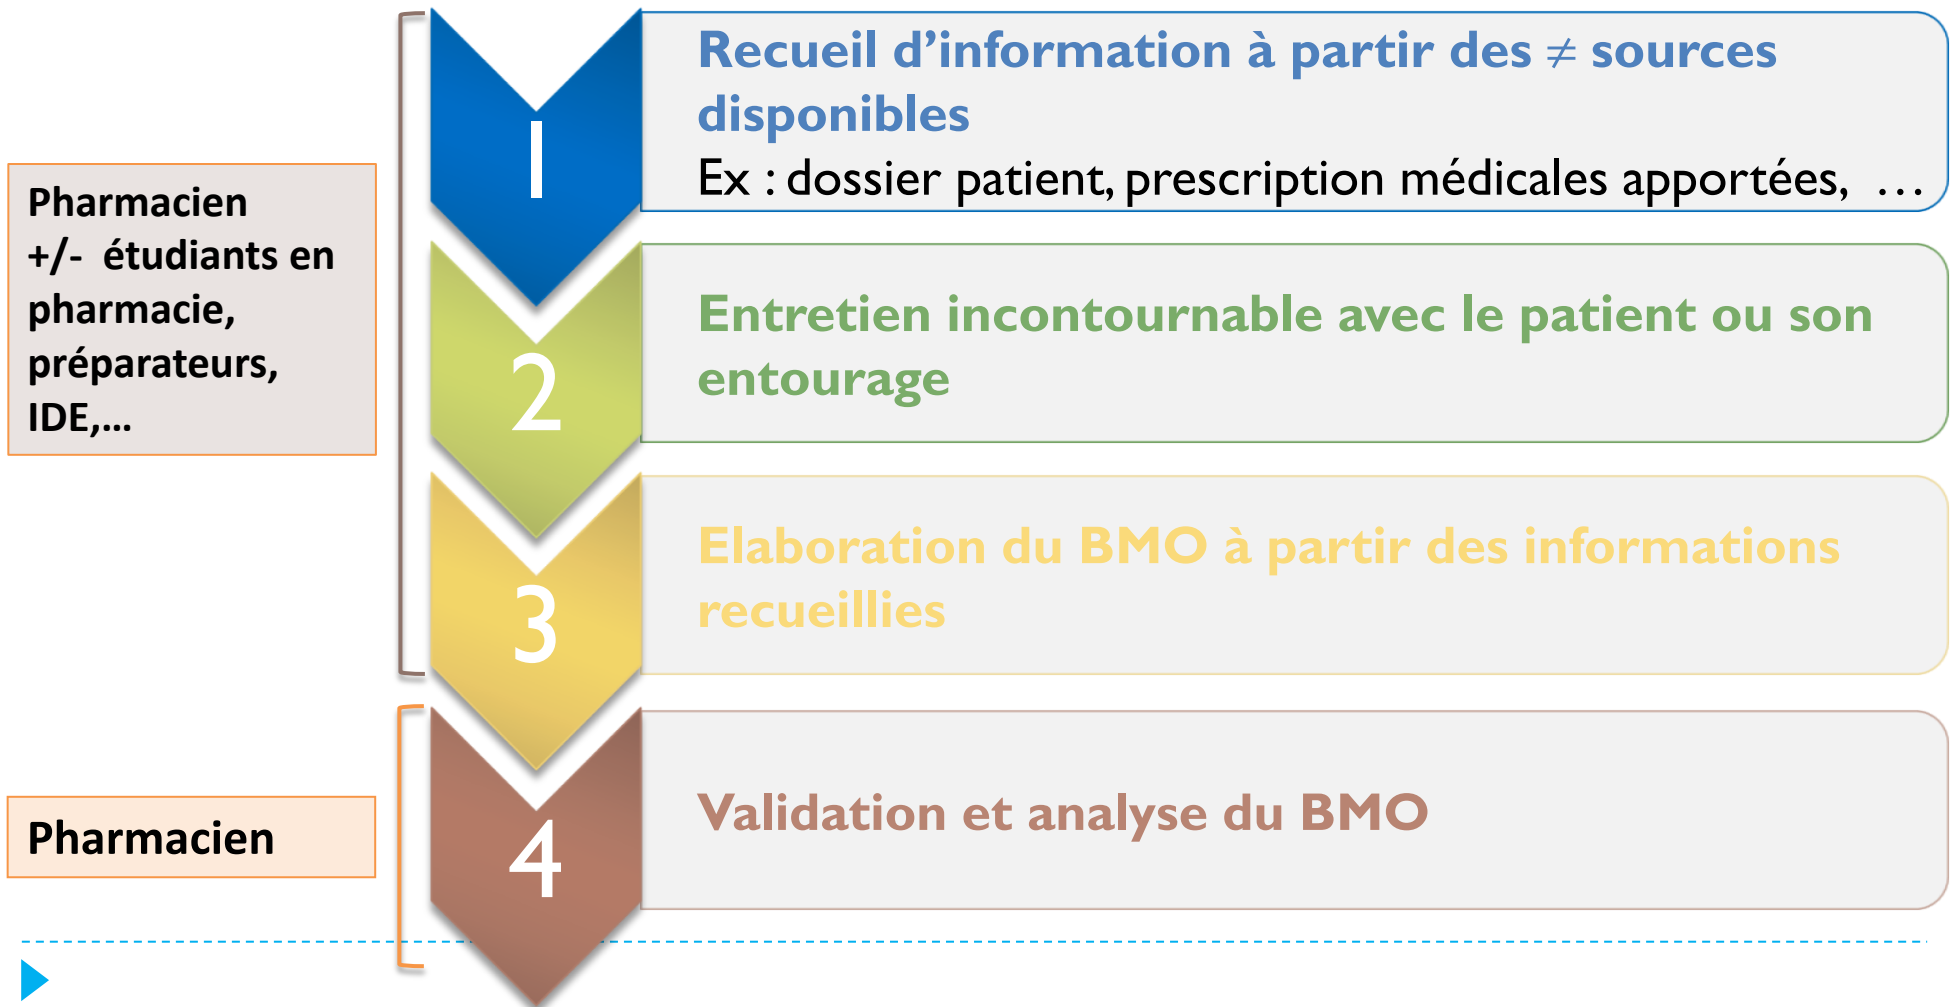 Pharmacien
+/- étudiants en
pharmacie,
préparateurs,
IDE,...
1
Recueil d’information à partir des ≠ sources
disponibles
Ex : dossier patient, prescription médicales apportées, …
2
Entretien incontournable avec le patient ou son
entourage
3
Elaboration du BMO à partir des informations
recueillies
Pharmacien
4
Validation et analyse du BMO